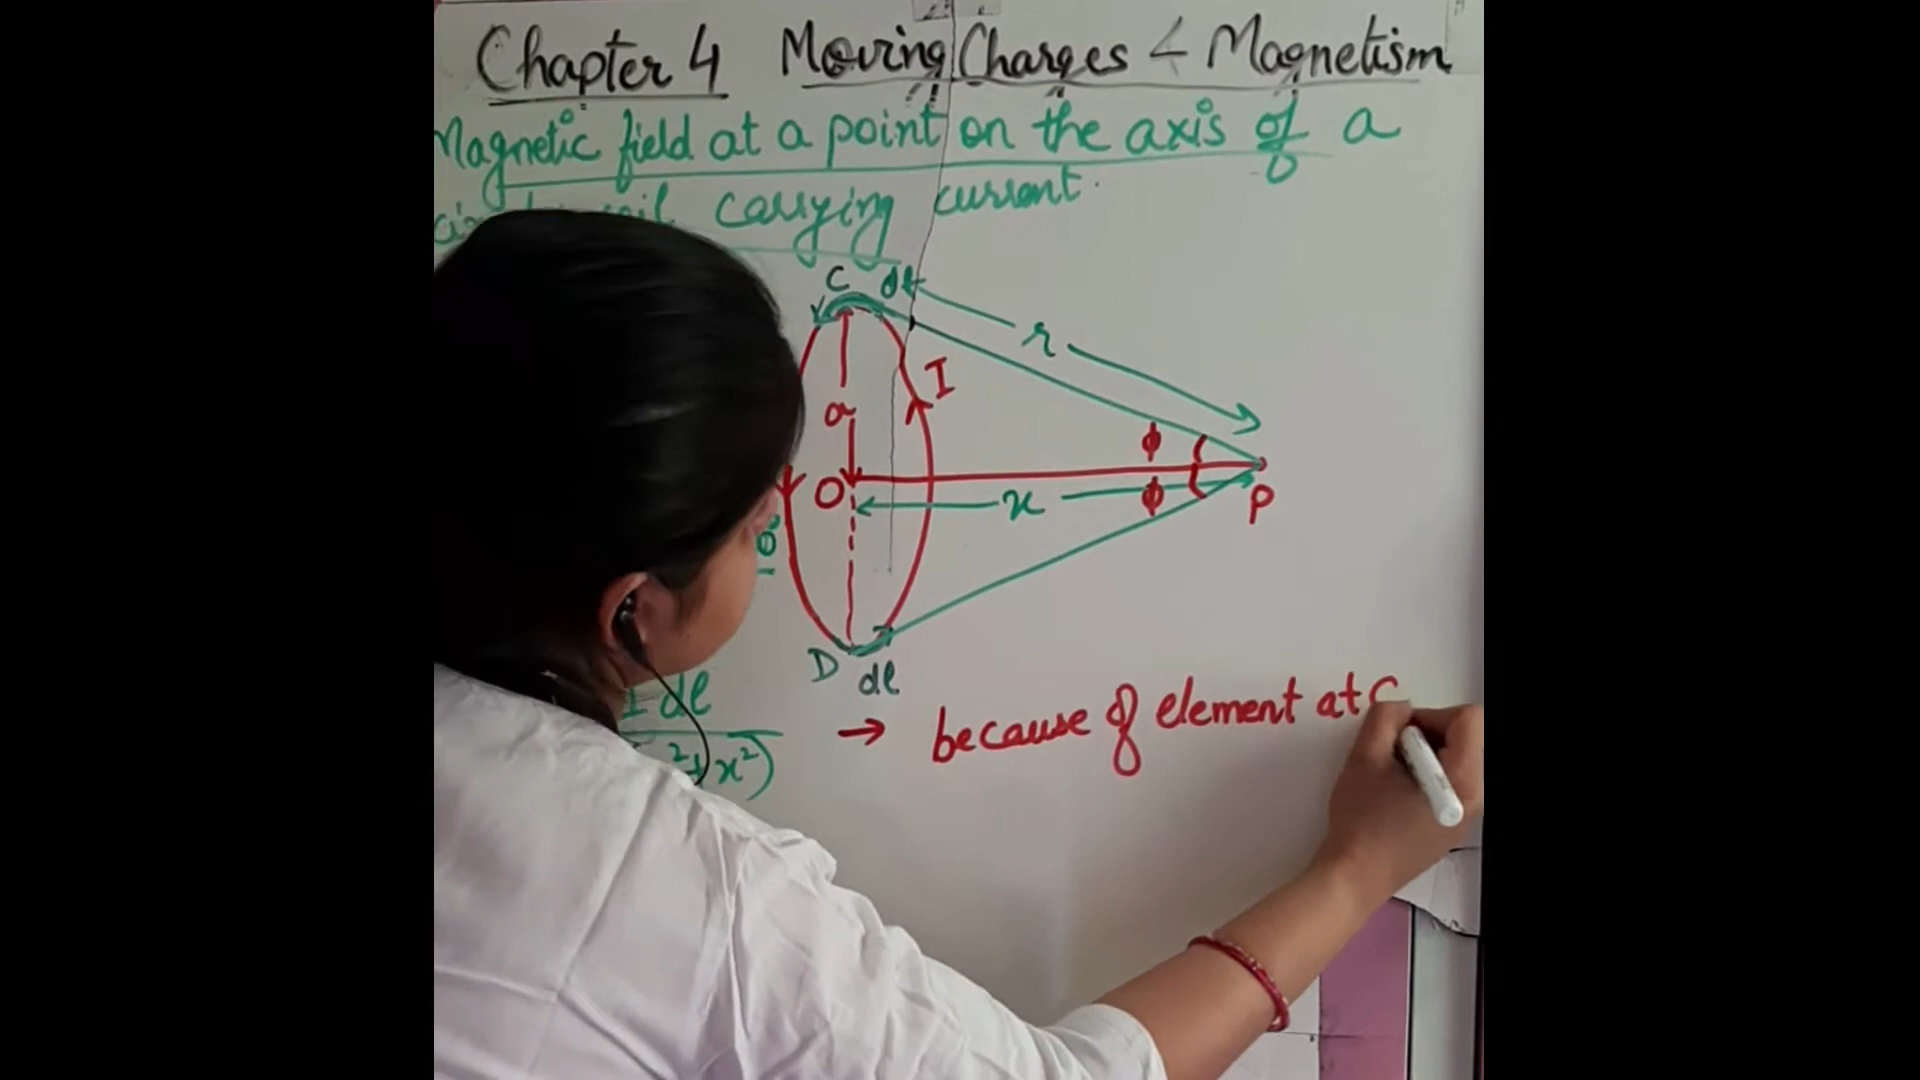 Chapter 4 Moving Charges & Magnetism
Magnetic field at a point on the axis of a
carrying current.
C dl
r
I
a
ϕ
O
x
ϕ
P
D dl
I dl
x²)
→ because of element at C